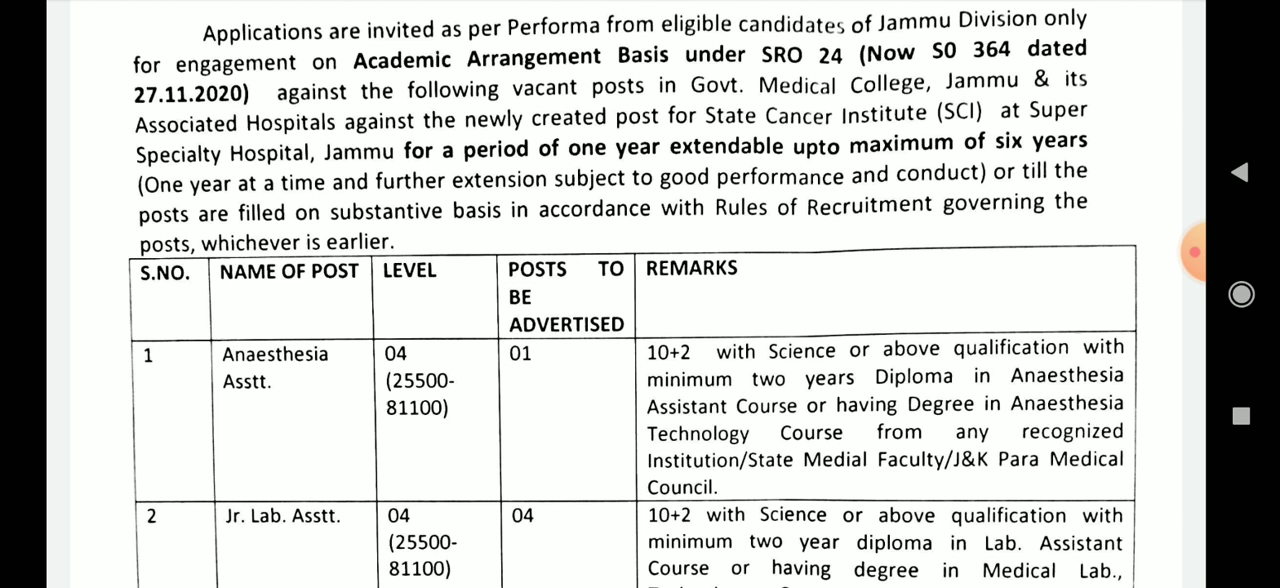 Applications are invited as per Performa from eligible candidates of Jammu Division only
for engagement on Academic Arrangement Basis under SRO 24 (Now S0 364 dated
27.11.2020) against the following vacant posts in Govt. Medical College, Jammu & its
Associated Hospitals against the newly created post for State Cancer Institute (SCI) at Super
Specialty Hospital, Jammu for a period of one year extendable upto maximum of six years
(One year at a time and further extension subject to good performance and conduct) or till the
posts are filled on substantive basis in accordance with Rules of Recruitment governing the
posts, whichever is earlier.
S.NO. NAME OF POST LEVEL POSTS TO REMARKS
BE
ADVERTISED
1 Anaesthesia 04 01 10+2 with Science or above qualification with
Asstt. (25500- minimum two years Diploma in Anaesthesia
81100) Assistant Course or having Degree in Anaesthesia
Technology Course from any recognized
Institution/State Medial Faculty/J&K Para Medical
Council.
2 Jr. Lab. Asstt. 04 04 10+2 with Science or above qualification with
(25500- minimum two year diploma in Lab. Assistant
81100) Course or having degree in Medical Lab.,